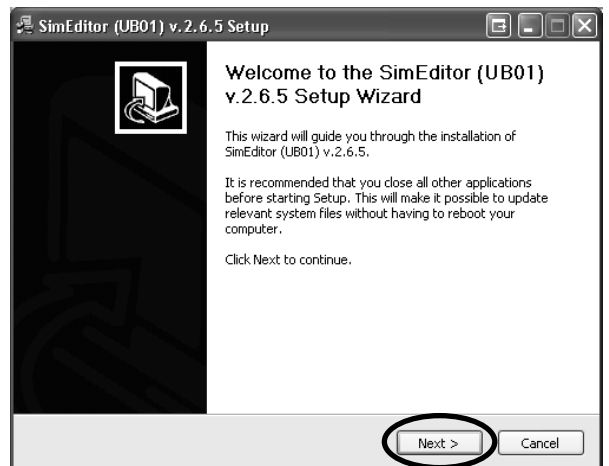 SimEditor (UB01) v.2.6.5 Setup
Welcome to the SimEditor (UB01)
v.2.6.5 Setup Wizard
This wizard will guide you through the installation of
SimEditor (UB01) v.2.6.5.
It is recommended that you close all other applications
before starting Setup. This will make it possible to update
relevant system files without having to reboot your
computer.
Click Next to continue.
Next >
Cancel